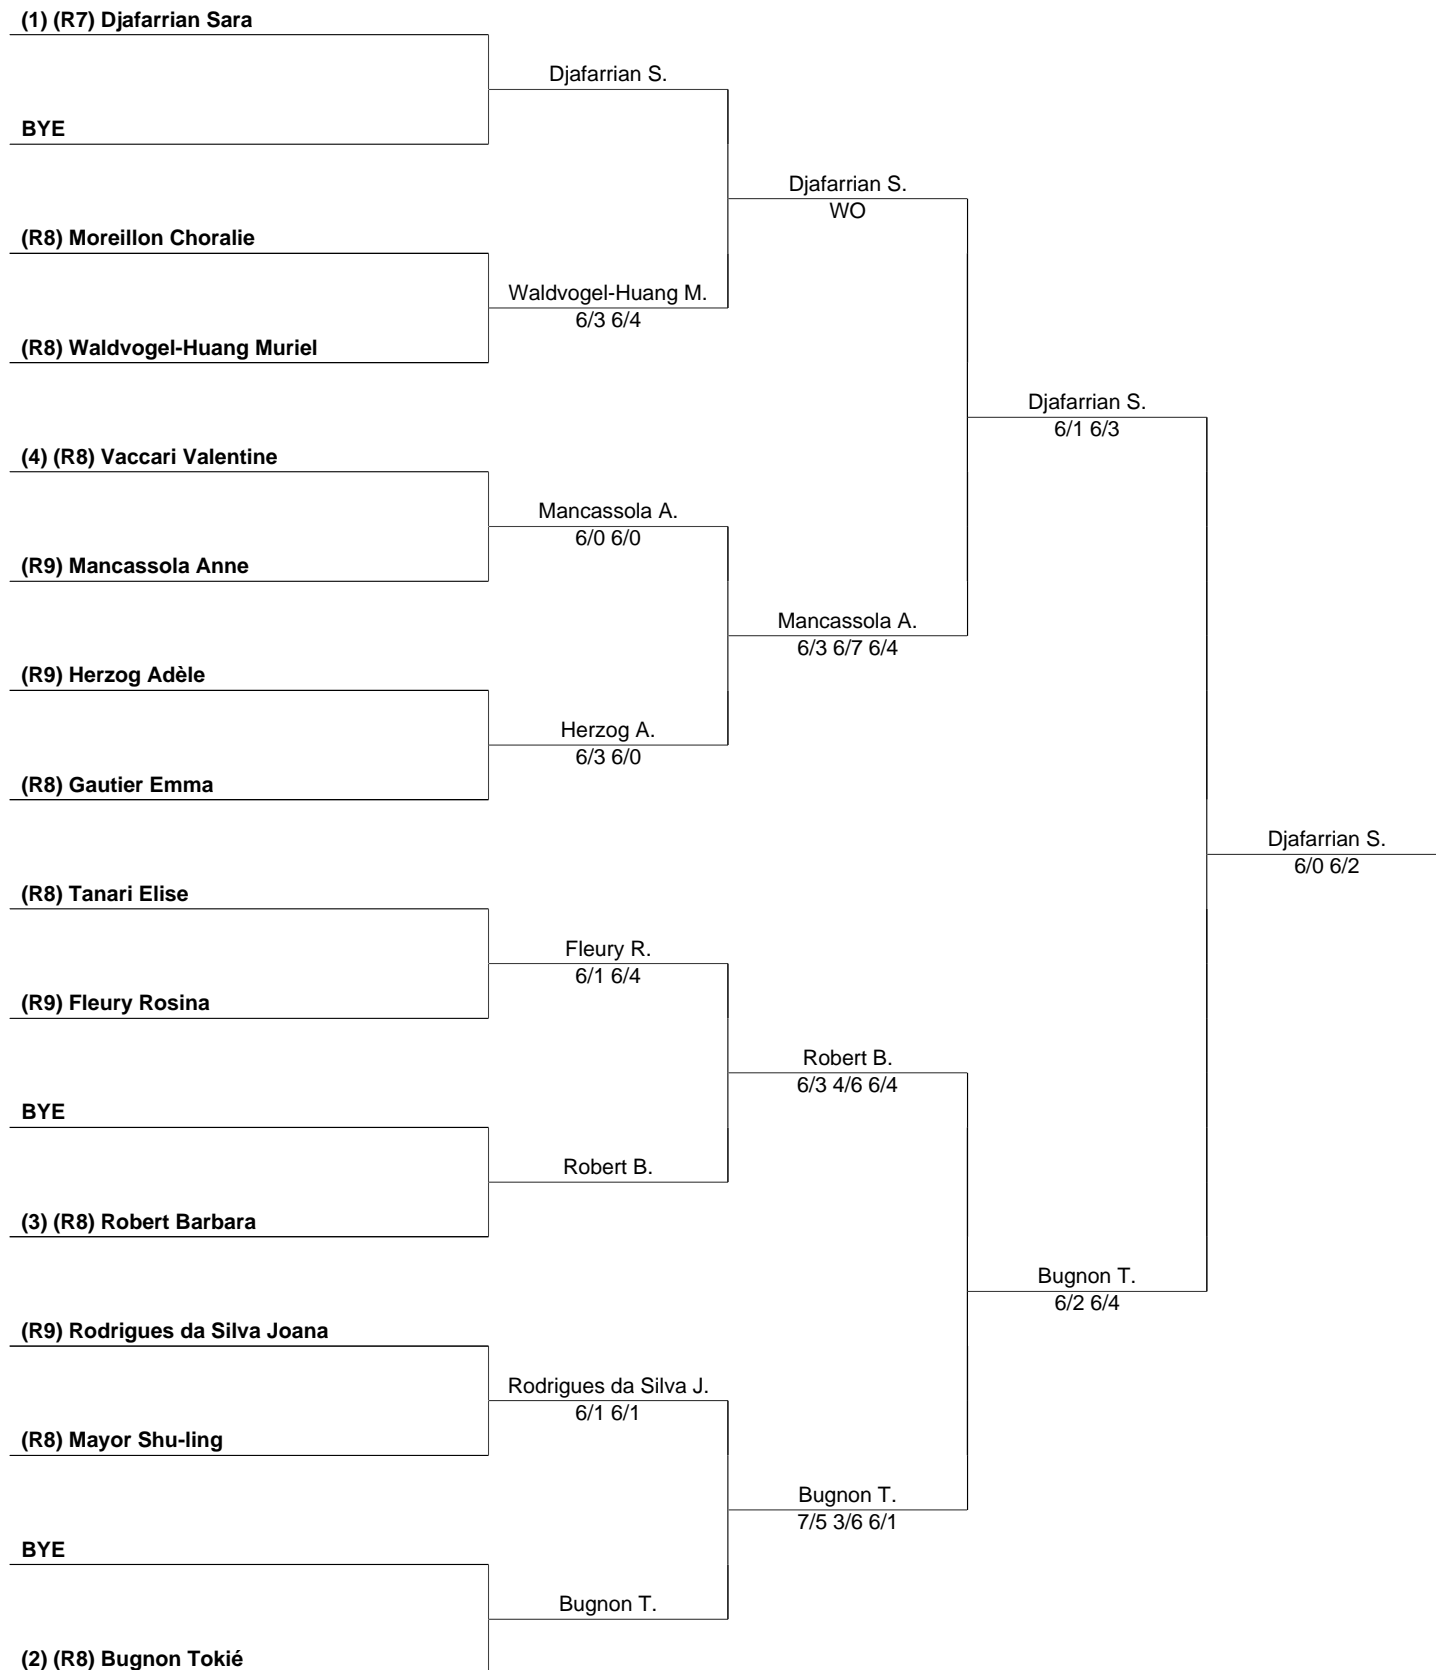 (1) (R7) Djafarrian Sara
Djafarrian S.
BYE
Djafarrian S.
WO
(R8) Moreillon Choralie
Waldvogel-Huang M.
6/3 6/4
(R8) Waldvogel-Huang Muriel
Djafarrian S.
6/1 6/3
(4) (R8) Vaccari Valentine
Mancassola A.
6/0 6/0
(R9) Mancassola Anne
Mancassola A.
6/3 6/7 6/4
(R9) Herzog Adèle
Herzog A.
6/3 6/0
(R8) Gautier Emma
Djafarrian S.
6/0 6/2
(R8) Tanari Elise
Fleury R.
6/1 6/4
(R9) Fleury Rosina
Robert B.
6/3 4/6 6/4
BYE
Robert B.
(3) (R8) Robert Barbara
Bugnon T.
6/2 6/4
(R9) Rodrigues da Silva Joana
Rodrigues da Silva J.
6/1 6/1
(R8) Mayor Shu-ling
Bugnon T.
7/5 3/6 6/1
BYE
Bugnon T.
(2) (R8) Bugnon Tokié